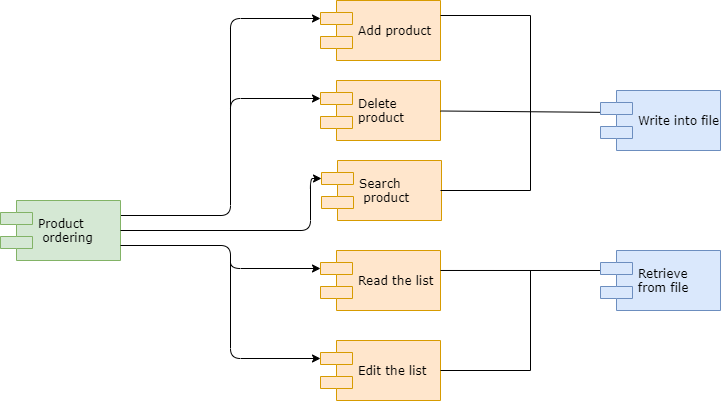 Add product
Delete
product
Write into file
Search
product
Product
ordering
Read the list
Retrieve
from file
Edit the list